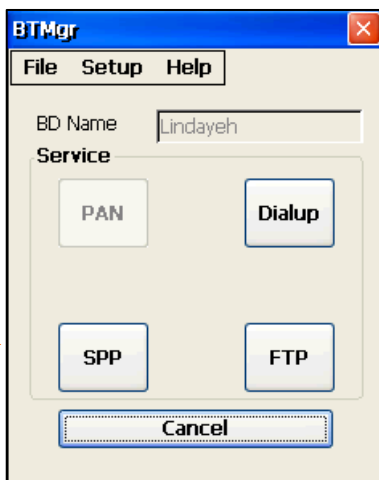 BTMgr
File Setup Help
BD Name Lindayeh
Service
PAN Dialup
SPP FTP
Cancel